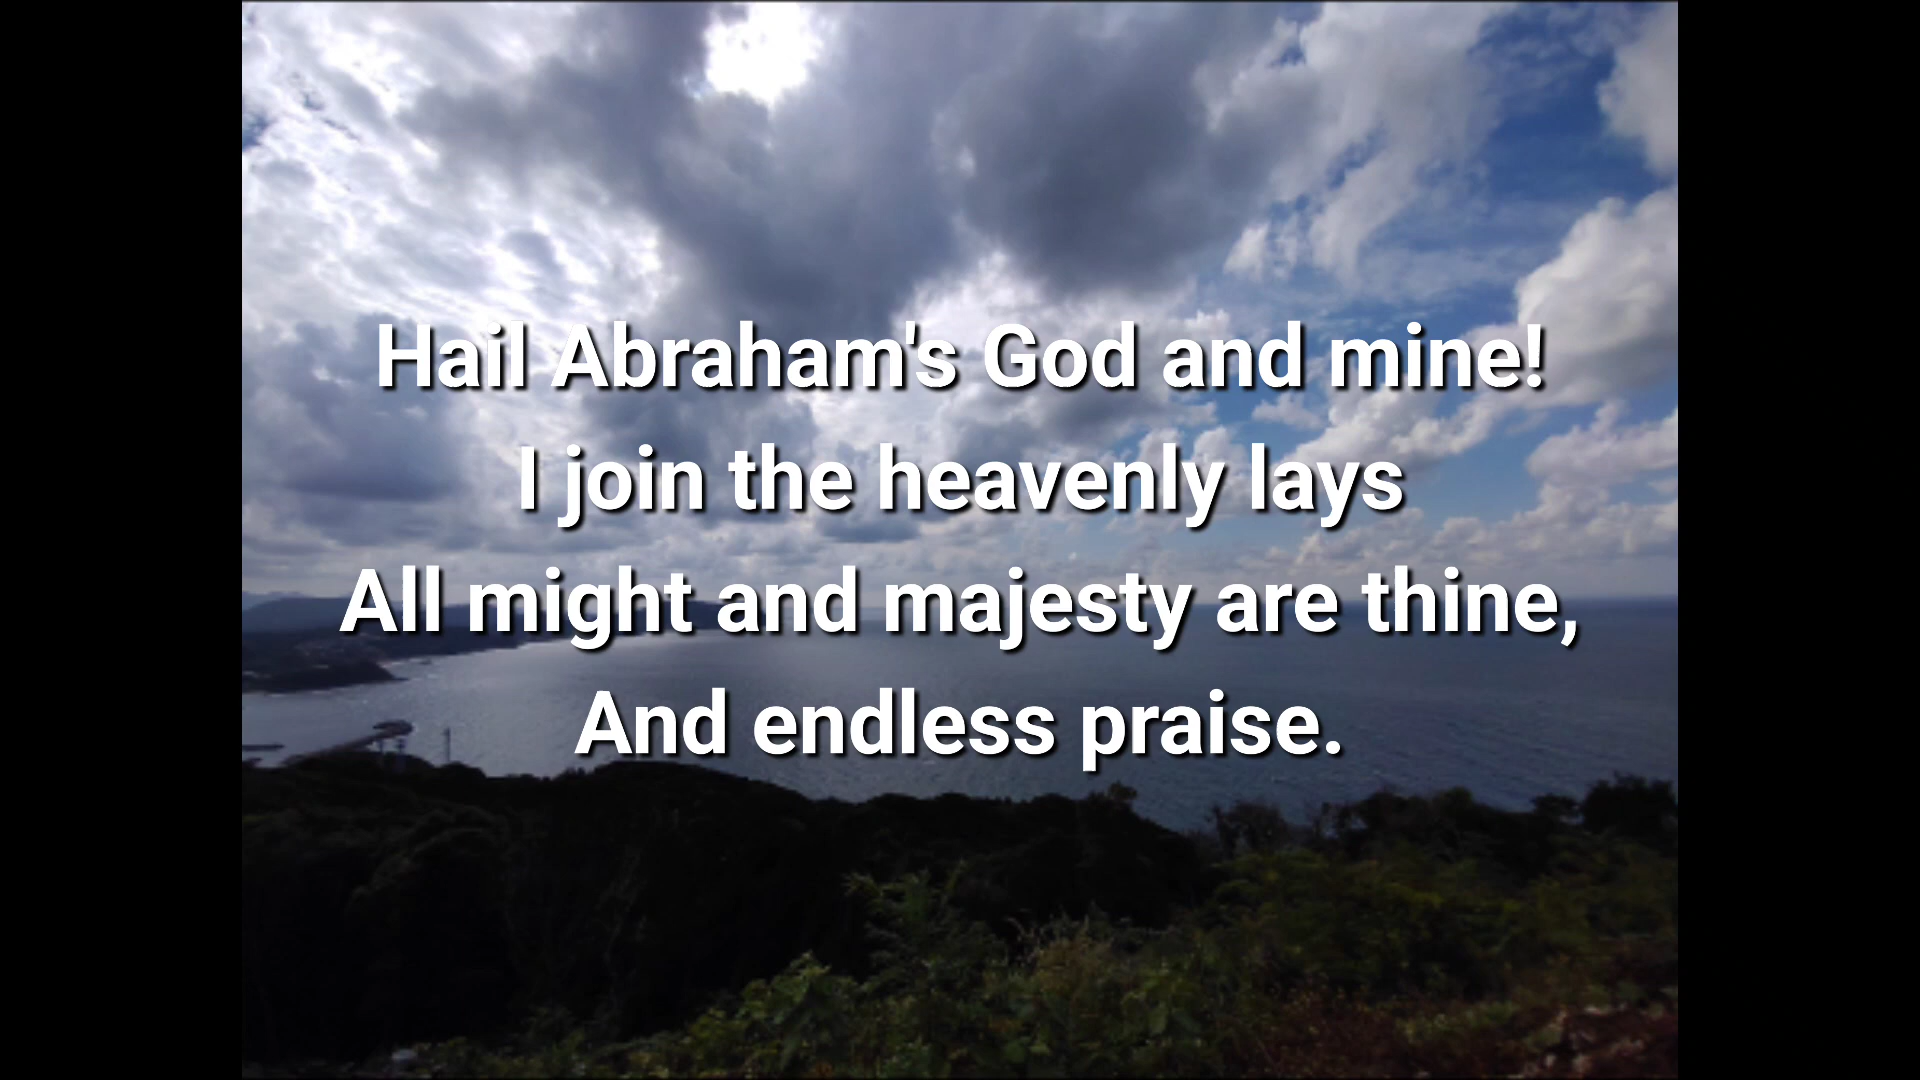 Hail Abraham's God and mine!
I join the heavenly lays
All might and majesty are thine,
And endless praise.